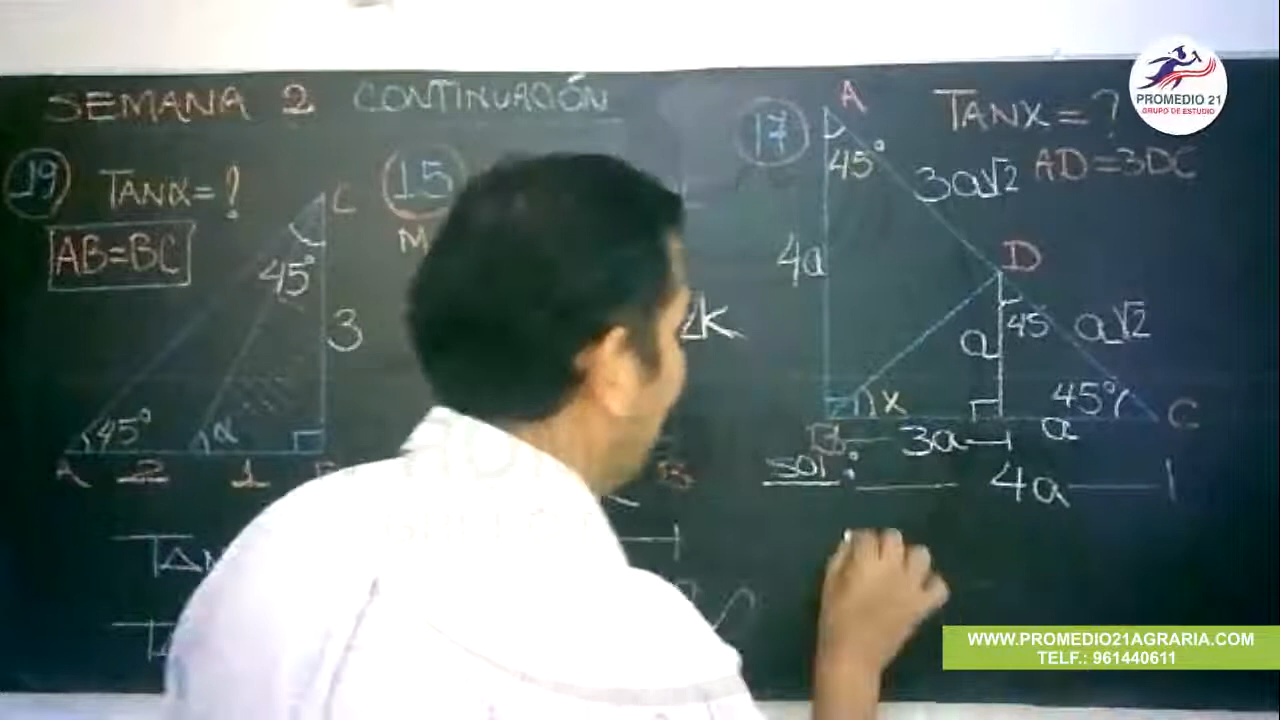 SEMANA 2 CONTINUACIÓN
19 TANX=?
AB=BC
C
45°
3
45°
α
A
2
1
TAN
15
M
2K
B
17
TANX=?
AD=3DC
A
45°
3a√2
4a
D
45
a√2
a
x
45°
C
B
3a
a
SOL:
4a
PROMEDIO 21
GRUPO DE ESTUDIO
WWW.PROMEDIO21AGRARIA.COM
TELF.: 961440611